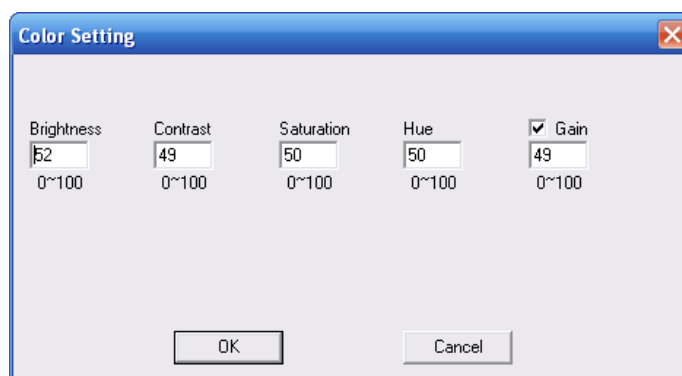 Color Setting
Brightness Contrast Saturation Hue Gain
52 49 50 50 49
0~100 0~100 0~100 0~100 0~100
OK Cancel